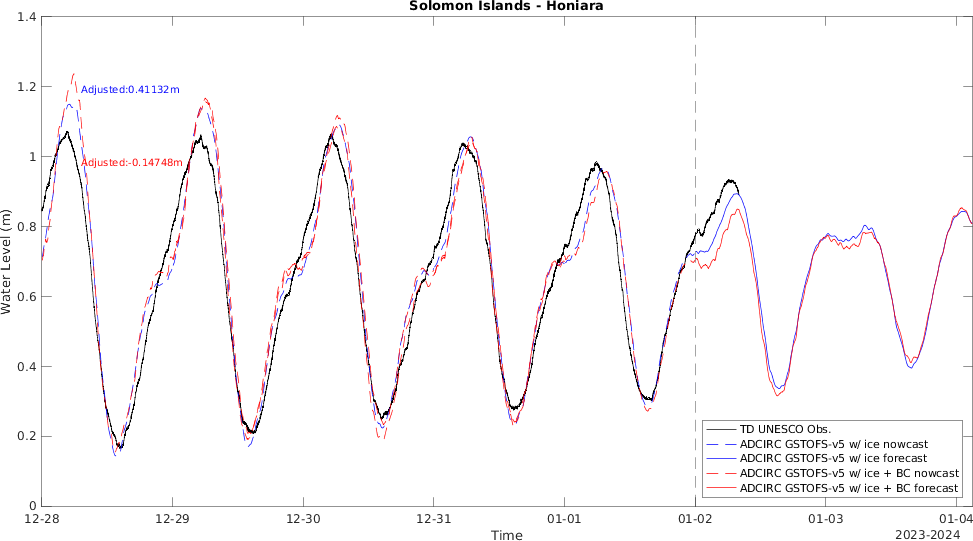 Solomon Islands - Honiara
1.4
1.2
1
0.8
0.6
0.4
0.2
0
Water Level (m)
Adjusted:0.41132m
Adjusted:-0.14748m
TD UNESCO Obs.
ADCIRC GSTOFS-v5 w/ ice nowcast
ADCIRC GSTOFS-v5 w/ ice forecast
ADCIRC GSTOFS-v5 w/ ice + BC nowcast
ADCIRC GSTOFS-v5 w/ ice + BC forecast
12-28 12-29 12-30 12-31 01-01 01-02 01-03 01-04
Time
2023-2024